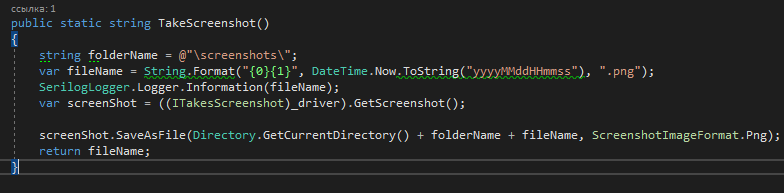 ссылка: 1
public static string TakeScreenshot()
{
string folderName = @"\screenshots\";
var fileName = String.Format("{0}{1}", DateTime.Now.ToString("yyyyMMddHHmmss"), ".png");
SerilogLogger.Logger.Information(fileName);
var screenShot = ((ITakesScreenshot)_driver).GetScreenshot();
screenShot.SaveAsFile(Directory.GetCurrentDirectory() + folderName + fileName, ScreenshotImageFormat.Png);
return fileName;
}